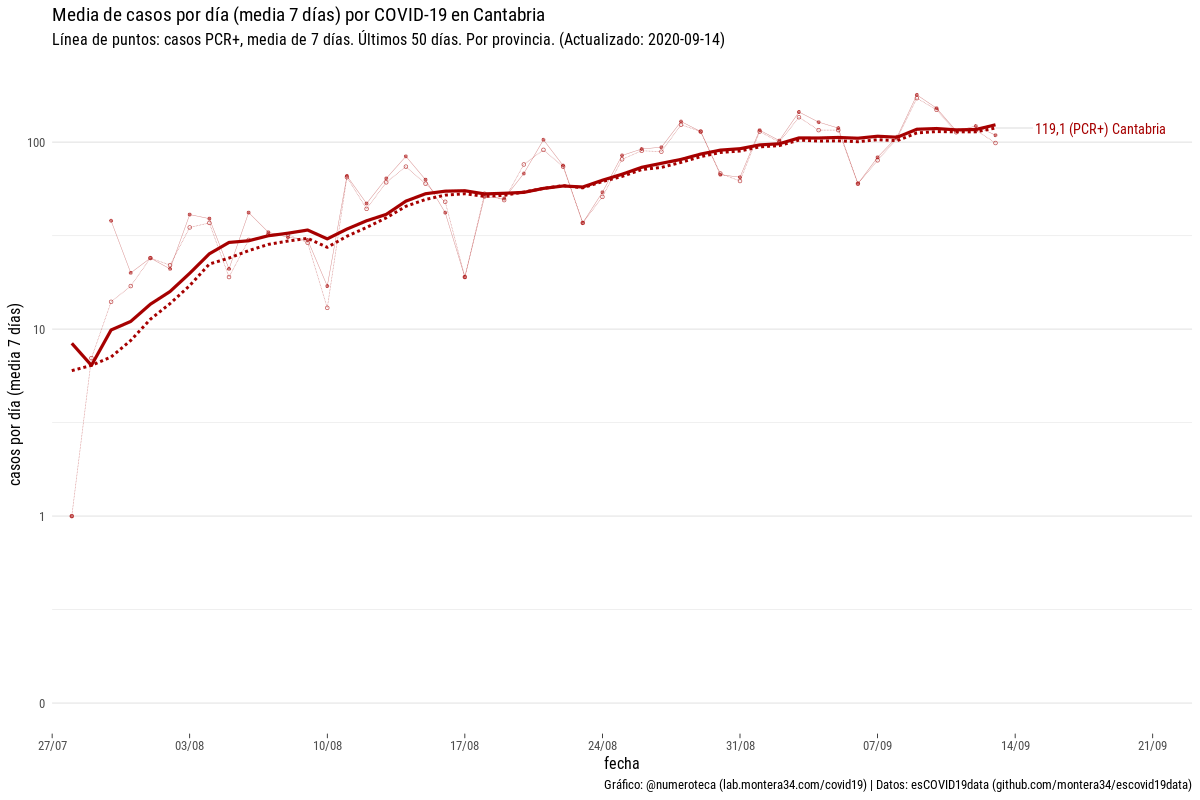 Media de casos por día (media 7 días) por COVID-19 en Cantabria
Línea de puntos: casos PCR+, media de 7 días. Últimos 50 días. Por provincia. (Actualizado: 2020-09-14)
casos por día (media 7 días)
100
10
1
0
119,1 (PCR+) Cantabria
27/07 03/08 10/08 17/08 24/08 31/08 07/09 14/09 21/09
fecha
Gráfico: @numeroteca (lab.montera34.com/covid19) | Datos: esCOVID19data (github.com/montera34/escovid19data)